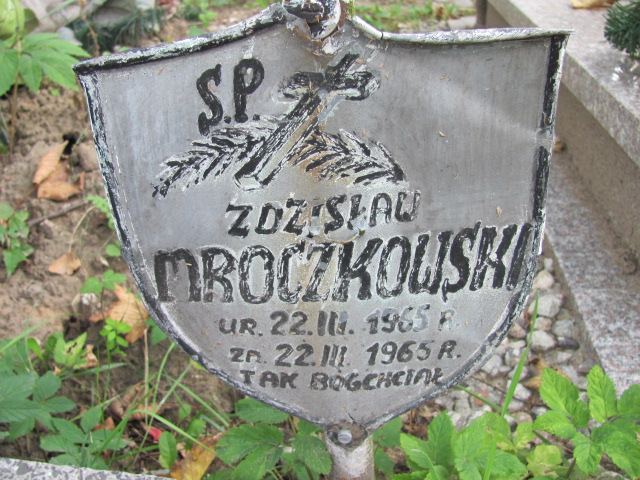 Ś.P.
ZDZISŁAW
MROCZKOWSKI
UR. 22.III. 1965 R.
ZM. 22.III. 1965 R.
TAK BÓG CHCIAŁ